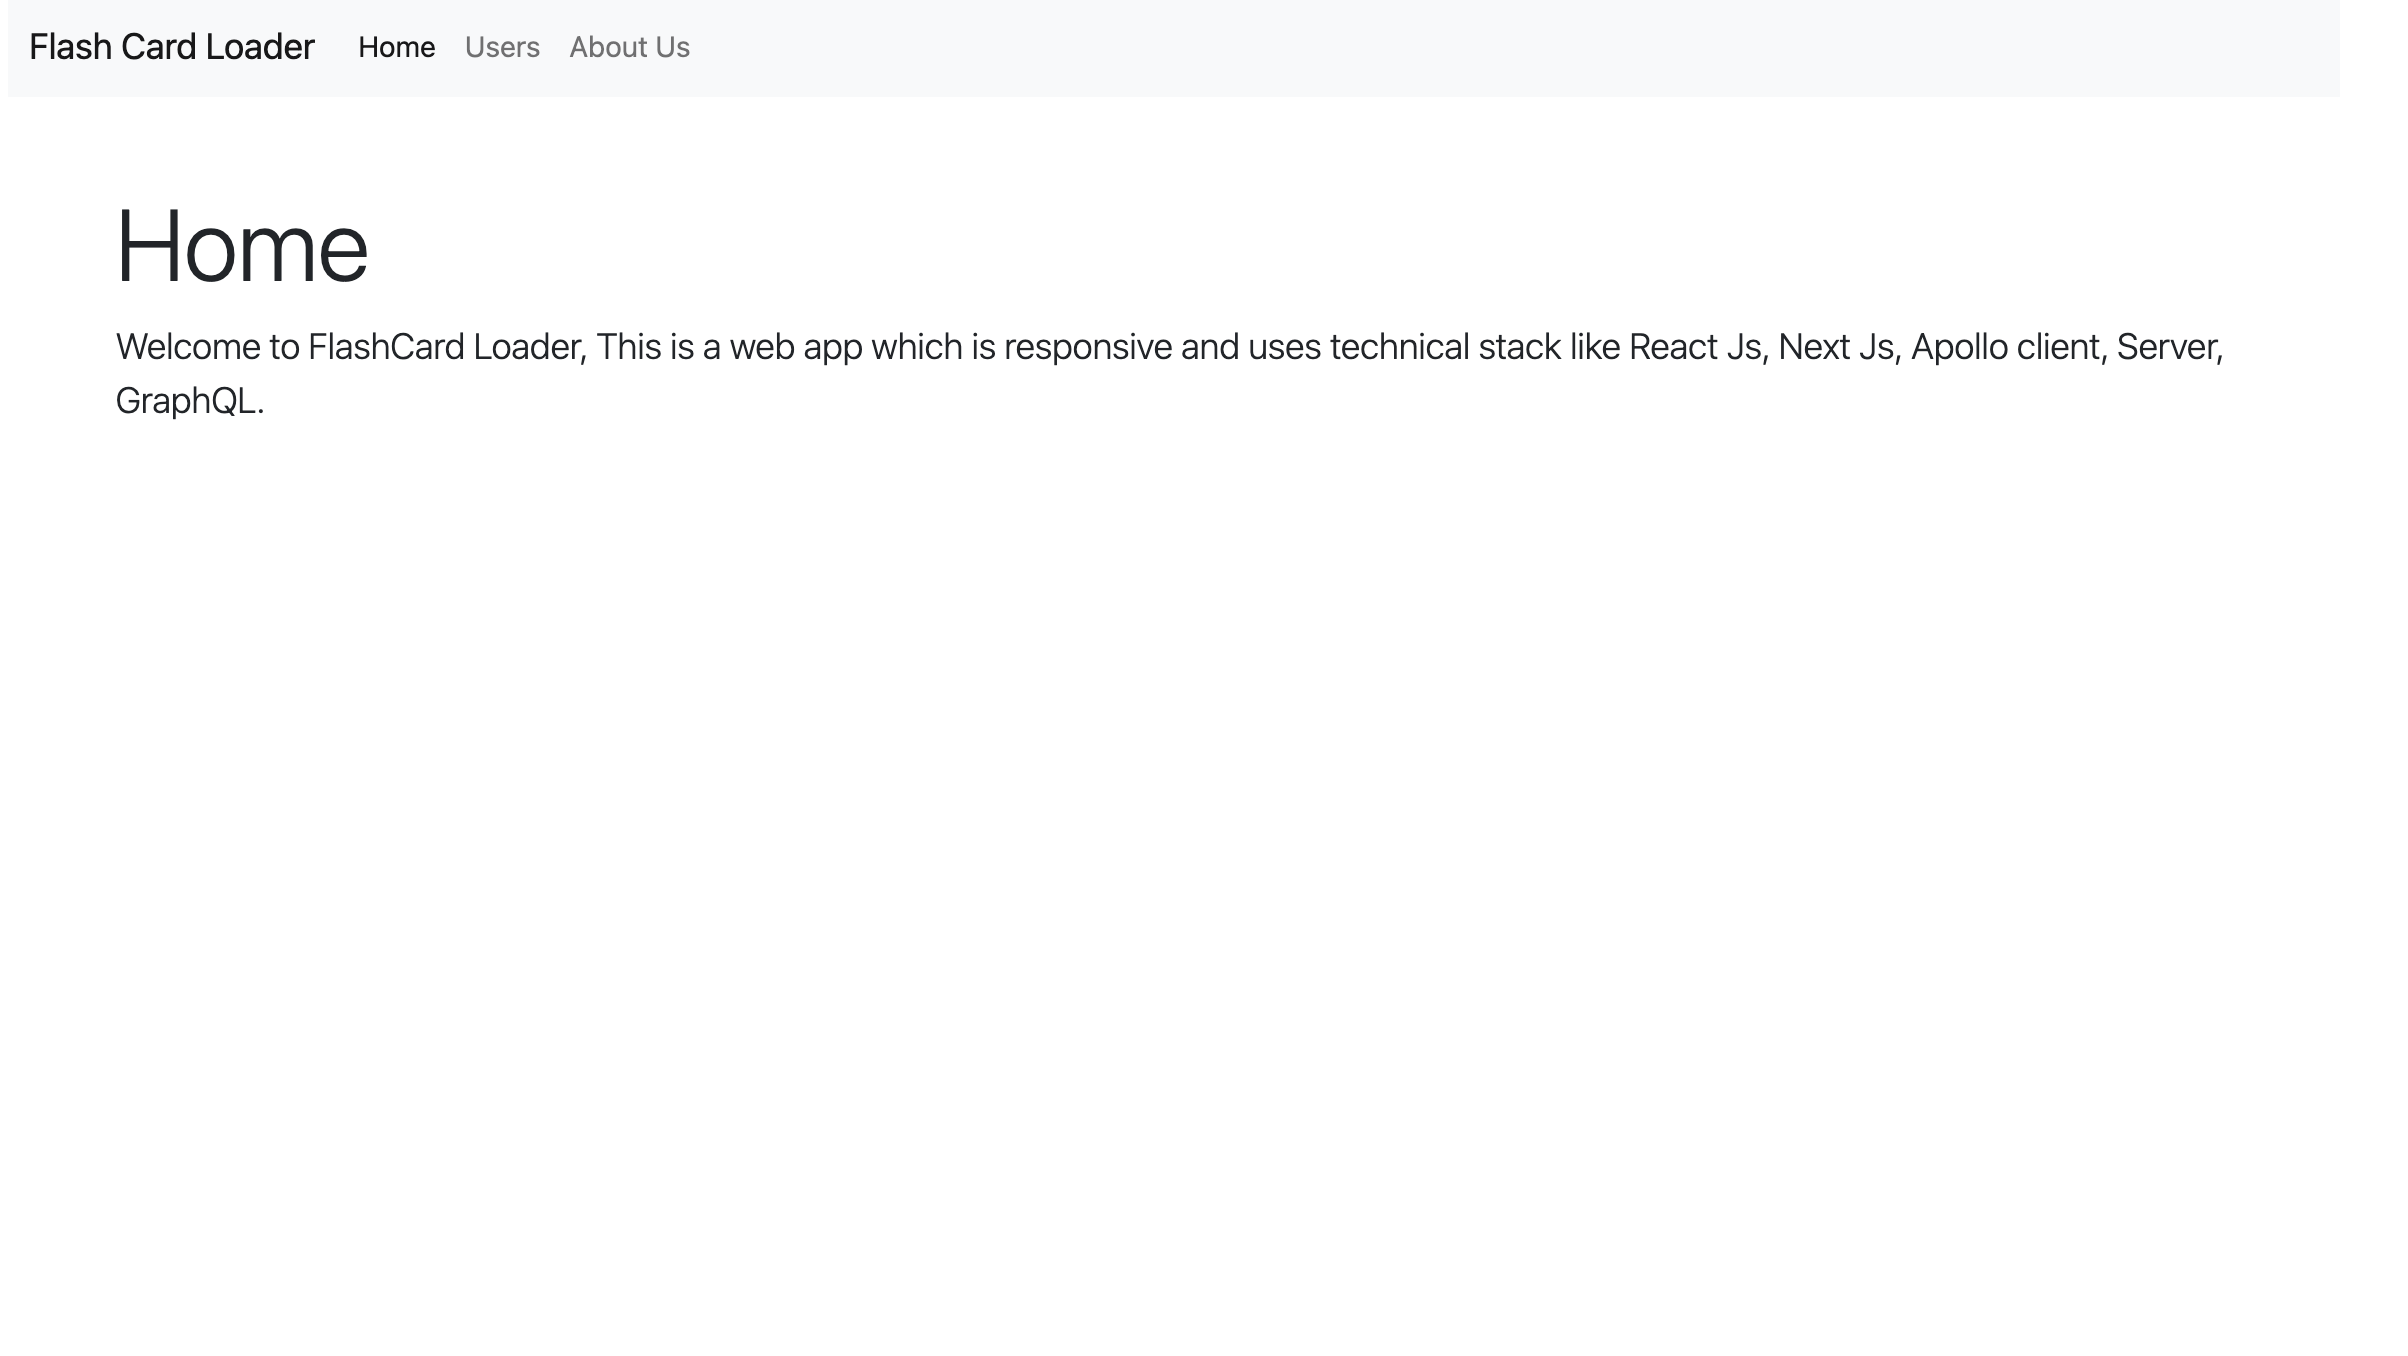 Flash Card Loader Home Users About Us
Home
Welcome to FlashCard Loader, This is a web app which is responsive and uses technical stack like React Js, Next Js, Apollo client, Server,
GraphQL.